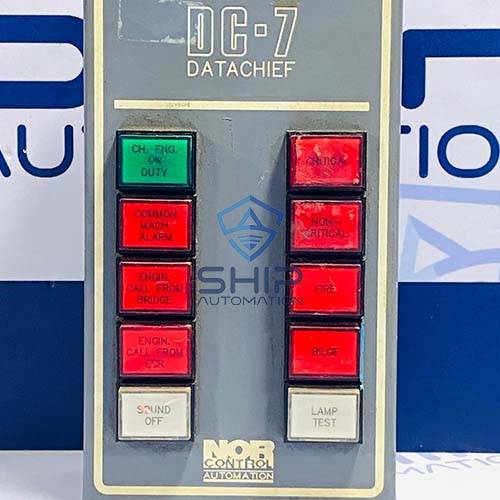 DC-7
DATACHIEF
CH. ENG.
ON
DUTY
CRITICAL
COMMON
MACH.
ALARM
NON-
CRITICAL
ENGIN.
CALL FROM
BRIDGE
FIRE
ENGIN.
CALL FROM
ECR
BILGE
SOUND
OFF
LAMP
TEST
SHIP
AUTOMATION
NOR
CONTROL
AUTOMATION